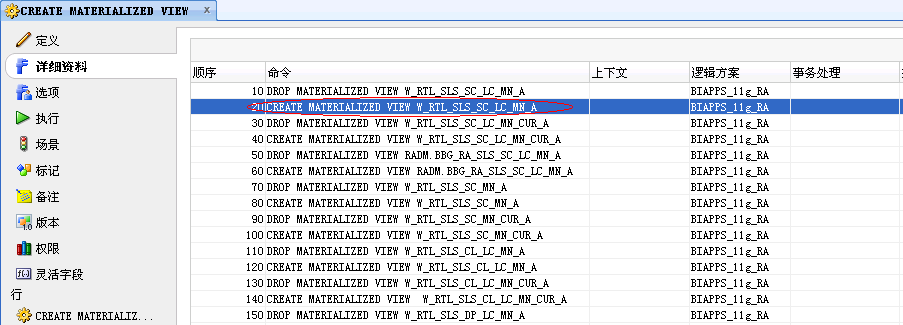 CREATE MATERIALIZED VIEW x
定义
详细资料
选项
执行
场景
标记
备注
版本
权限
灵活字段
行
CREATE MATERIALIZ...
顺序 命令 上下文 逻辑方案 事务处理
10 DROP MATERIALIZED VIEW W_RTL_SLS_SC_LC_MN_A BIAPPS_11g_RA
20 CREATE MATERIALIZED VIEW W_RTL_SLS_SC_LC_MN_A BIAPPS_11g_RA
30 DROP MATERIALIZED VIEW W_RTL_SLS_SC_LC_MN_CUR_A BIAPPS_11g_RA
40 CREATE MATERIALIZED VIEW W_RTL_SLS_SC_LC_MN_CUR_A BIAPPS_11g_RA
50 DROP MATERIALIZED VIEW RADM.BBG_RA_SLS_SC_LC_MN_A BIAPPS_11g_RA
60 CREATE MATERIALIZED VIEW RADM.BBG_RA_SLS_SC_LC_MN_A BIAPPS_11g_RA
70 DROP MATERIALIZED VIEW W_RTL_SLS_SC_MN_A BIAPPS_11g_RA
80 CREATE MATERIALIZED VIEW W_RTL_SLS_SC_MN_A BIAPPS_11g_RA
90 DROP MATERIALIZED VIEW W_RTL_SLS_SC_MN_CUR_A BIAPPS_11g_RA
100 CREATE MATERIALIZED VIEW W_RTL_SLS_SC_MN_CUR_A BIAPPS_11g_RA
110 DROP MATERIALIZED VIEW W_RTL_SLS_CL_LC_MN_A BIAPPS_11g_RA
120 CREATE MATERIALIZED VIEW W_RTL_SLS_CL_LC_MN_A BIAPPS_11g_RA
130 DROP MATERIALIZED VIEW W_RTL_SLS_CL_LC_MN_CUR_A BIAPPS_11g_RA
140 CREATE MATERIALIZED VIEW  W_RTL_SLS_CL_LC_MN_CUR_A BIAPPS_11g_RA
150 DROP MATERIALIZED VIEW W_RTL_SLS_DP_LC_MN_A BIAPPS_11g_RA